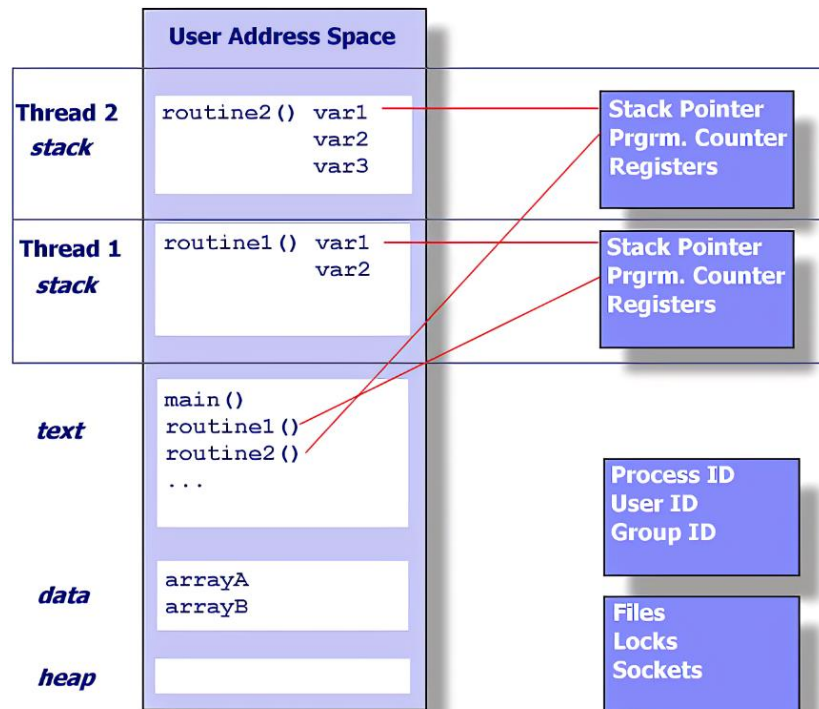 User Address Space
Thread 2
stack
routine2() var1
var2
var3
Stack Pointer
Prgrm. Counter
Registers
Thread 1
stack
routine1() var1
var2
Stack Pointer
Prgrm. Counter
Registers
text
main()
routine1()
routine2()
...
Process ID
User ID
Group ID
data
arrayA
arrayB
Files
Locks
Sockets
heap